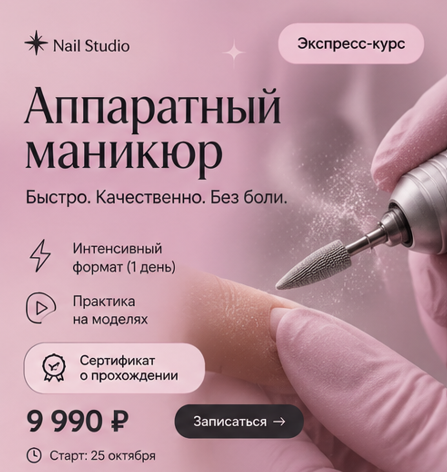 Nail Studio
Экспресс-курс
Аппаратный
маникюр
Быстро. Качественно. Без боли.
Интенсивный
формат (1 день)
Практика
на моделях
Сертификат
о прохождении
9 990 ₽
Записаться →
Старт: 25 октября